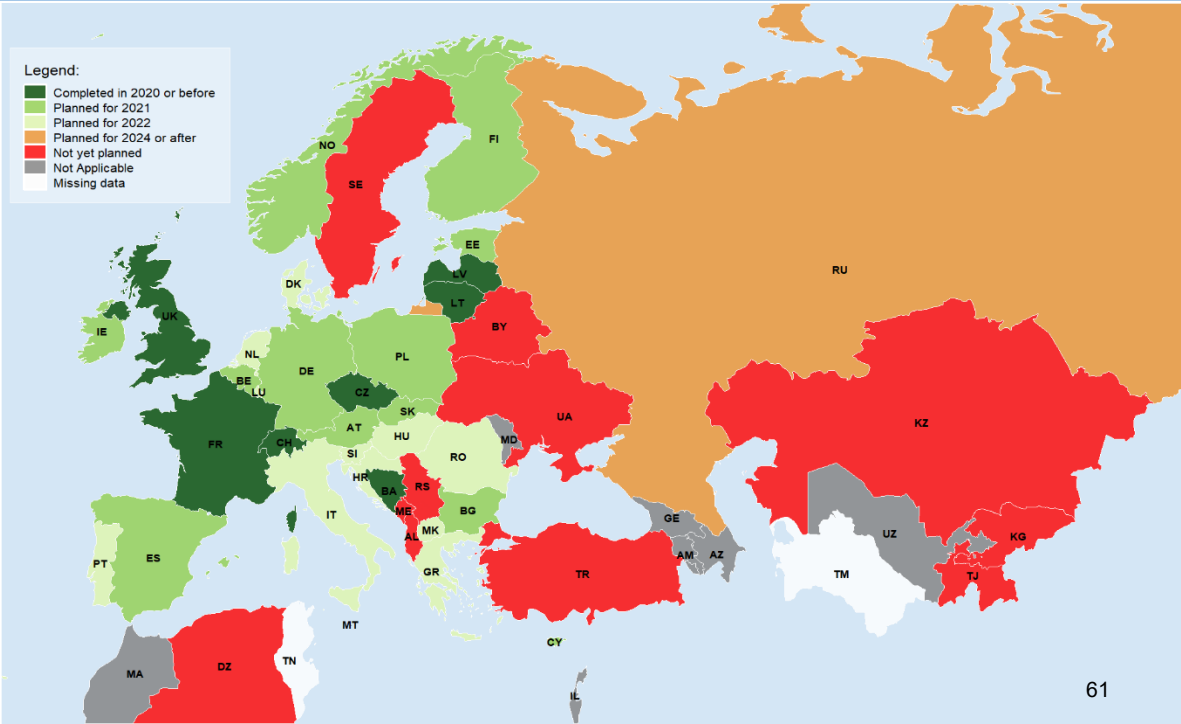 Legend:
Completed in 2020 or before
Planned for 2021
Planned for 2022
Planned for 2024 or after
Not yet planned
Not Applicable
Missing data
NO
FI
SE
EE
RU
LV
DK
LT
UK
BY
IE
NL
PL
DE
BE
LU
CZ
SK
UA
KZ
AT
HU
MD
FR
CH
SI
RO
HR
BA
RS
ME
BG
IT
MK
AL
GE
UZ
KG
AM
AZ
ES
PT
GR
TR
TM
TJ
MT
CY
TN
MA
DZ
IL
61